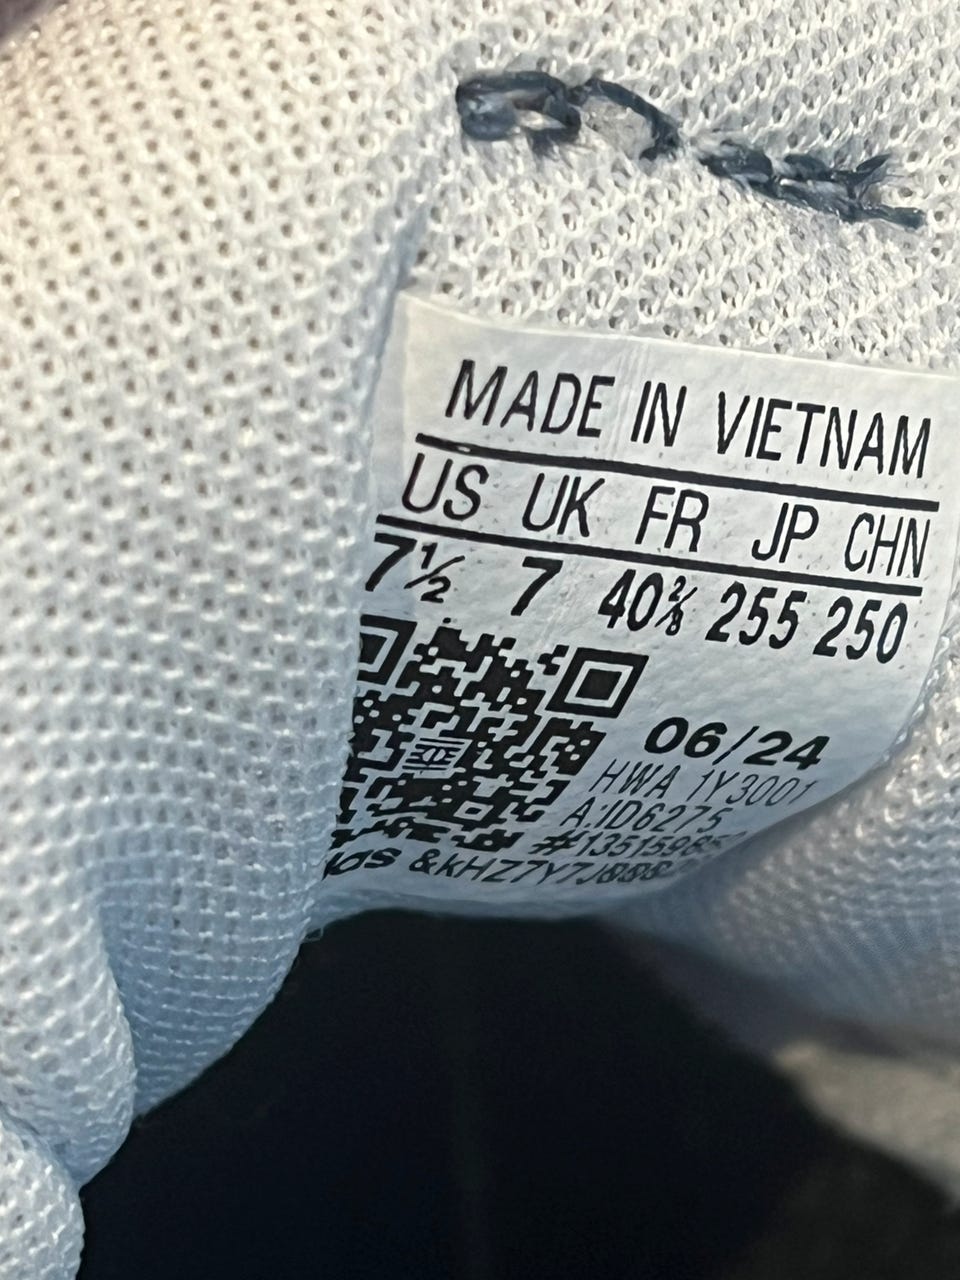 MADE IN VIETNAM
US UK FR JP CHN
7½ 7 40⅔ 255 250
06/24
HWA 1Y3001
A:ID6275